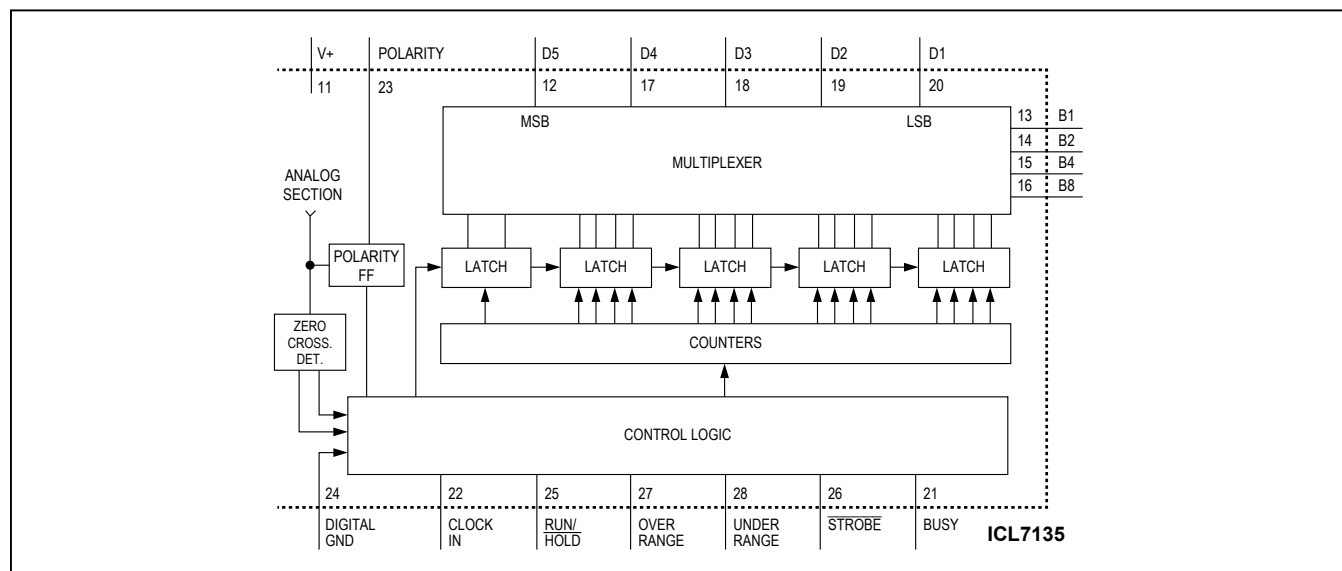 V+ POLARITY D5 D4 D3 D2 D1
11 23 12 17 18 19 20
MSB LSB
13 B1
14 B2
MULTIPLEXER
15 B4
16 B8
ANALOG
SECTION
POLARITY
FF
LATCH LATCH LATCH LATCH LATCH
ZERO
CROSS.
DET.
COUNTERS
CONTROL LOGIC
24 22 25 27 28 26 21
DIGITAL
GND
CLOCK
IN
RUN/
HOLD
OVER
RANGE
UNDER
RANGE
STROBE
BUSY
ICL7135